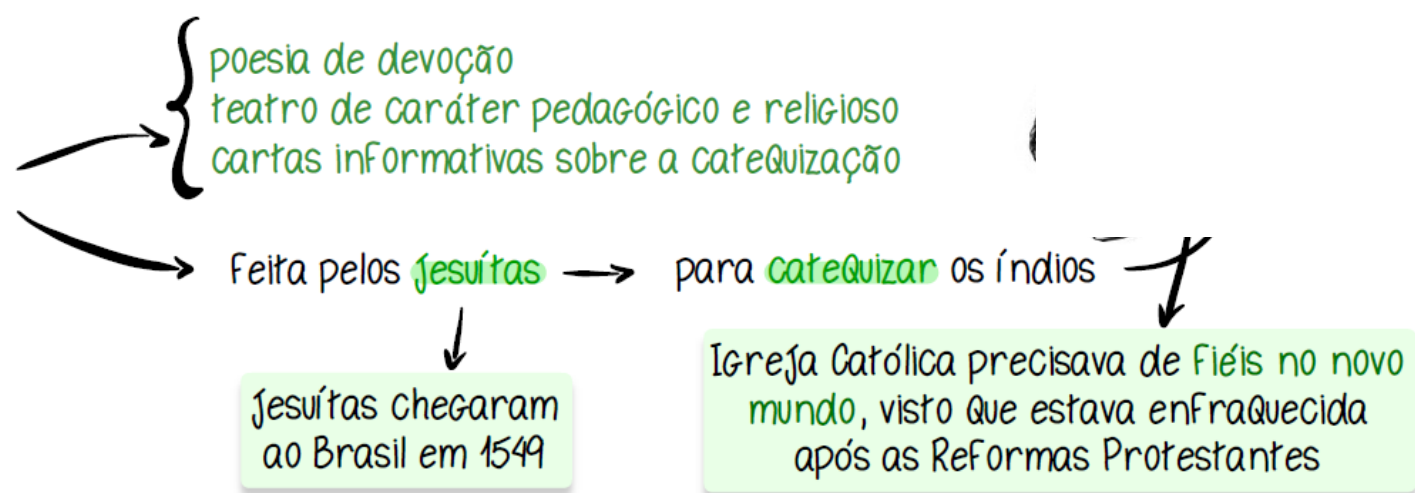 poesia de devoção
teatro de caráter pedagógico e religioso
cartas informativas sobre a catequização
Feita pelos jesuítas → para catequizar os índios
Jesuítas chegaram
ao Brasil em 1549
Igreja Católica precisava de fiéis no novo
mundo, visto que estava enfraquecida
após as Reformas Protestantes